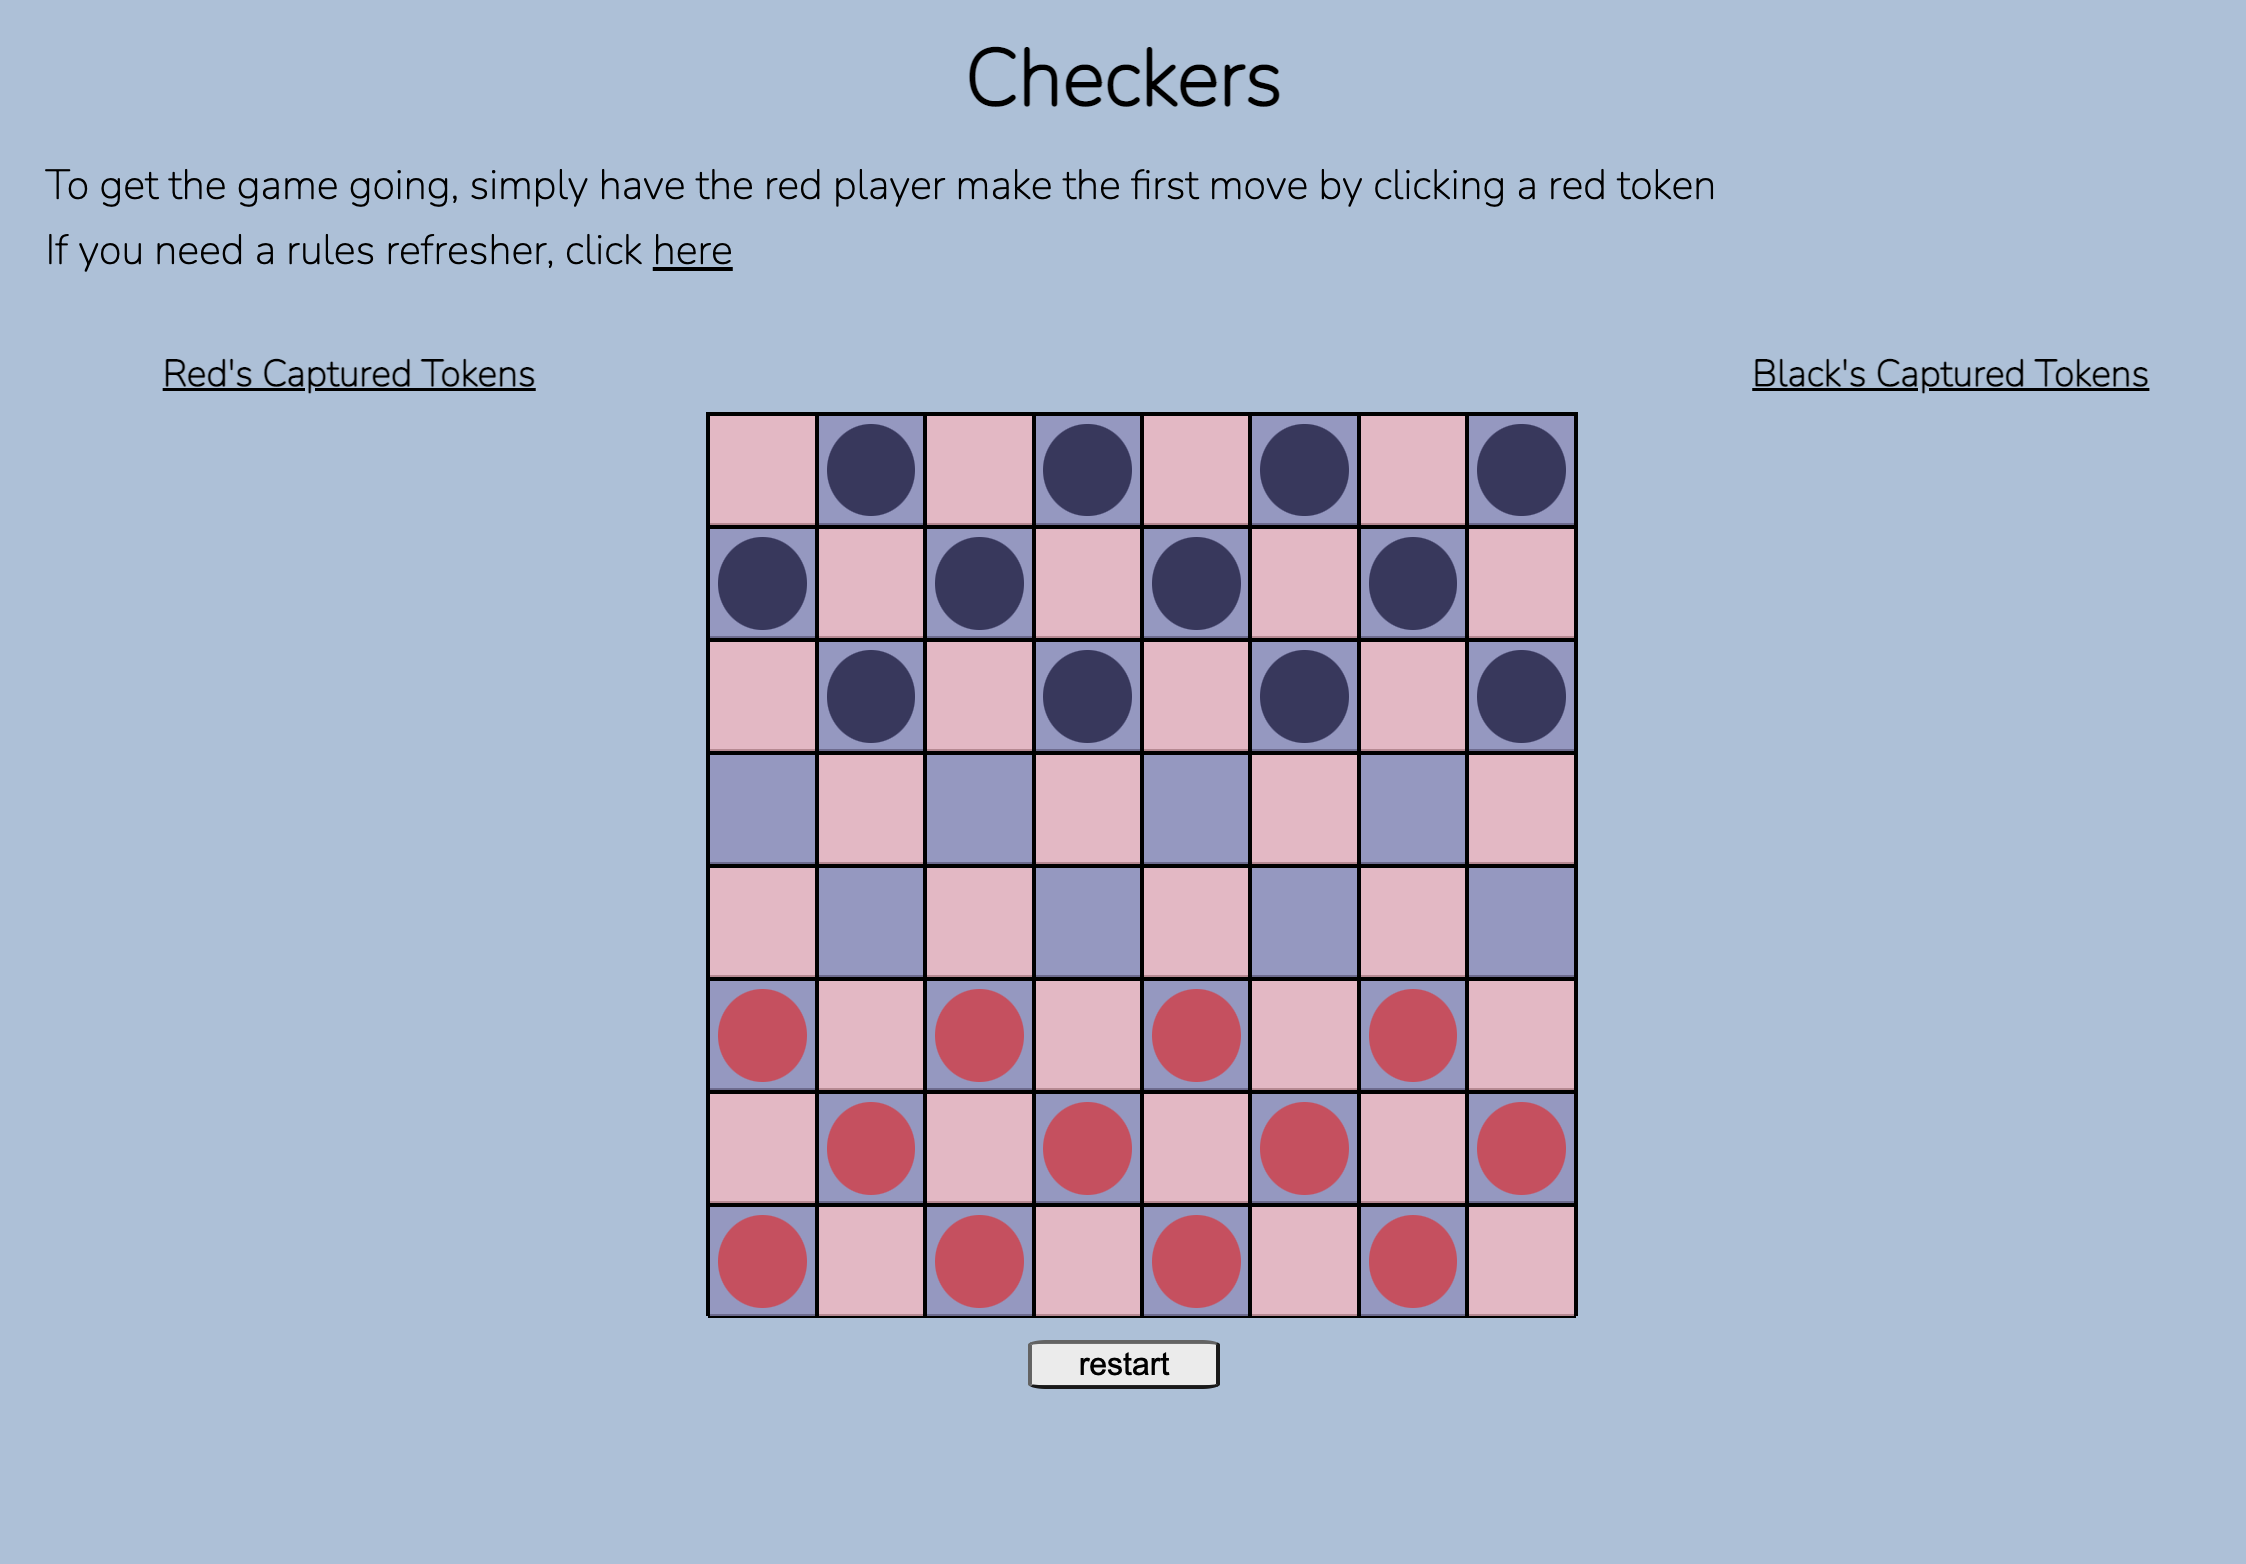 Checkers
To get the game going, simply have the red player make the first move by clicking a red token
If you need a rules refresher, click here
Red's Captured Tokens
Black's Captured Tokens
restart